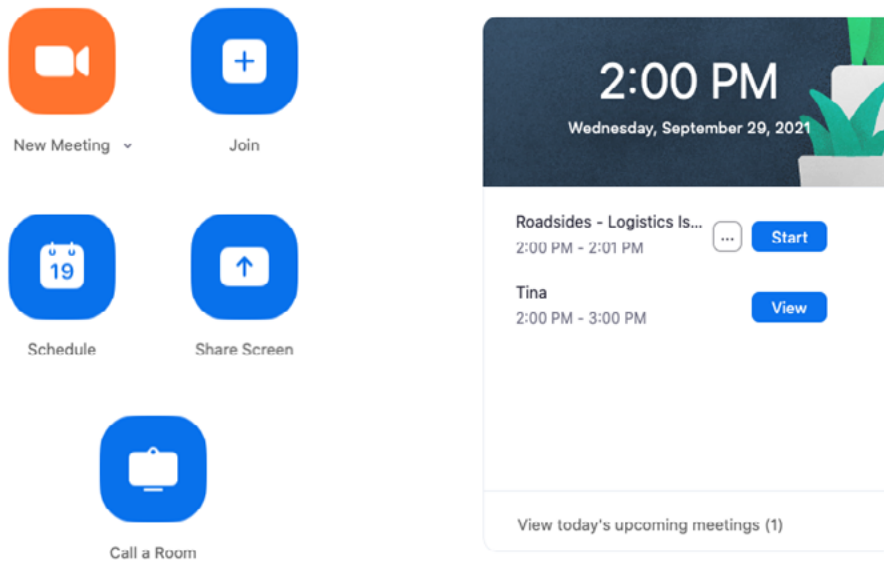 New Meeting
Join
19
Schedule
Share Screen
Call a Room
2:00 PM
Wednesday, September 29, 2021
Roadsides - Logistics Is...
2:00 PM - 2:01 PM
...
Start
Tina
2:00 PM - 3:00 PM
View
View today's upcoming meetings (1)